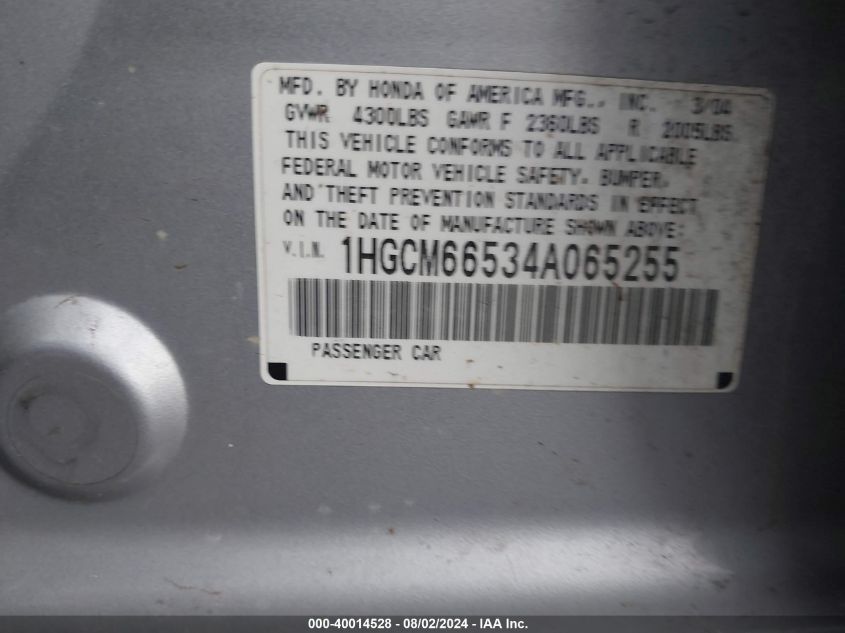 MFD. BY HONDA OF AMERICA MFG., INC. 3/04
GVWR 4300LBS GAWR F 2360LBS R 2005LBS
THIS VEHICLE CONFORMS TO ALL APPLICABLE
FEDERAL MOTOR VEHICLE SAFETY, BUMPER,
AND THEFT PREVENTION STANDARDS IN EFFECT
ON THE DATE OF MANUFACTURE SHOWN ABOVE:
V.I.N. 1HGCM66534A065255
PASSENGER CAR
000-40014528 - 08/02/2024 - IAA Inc.